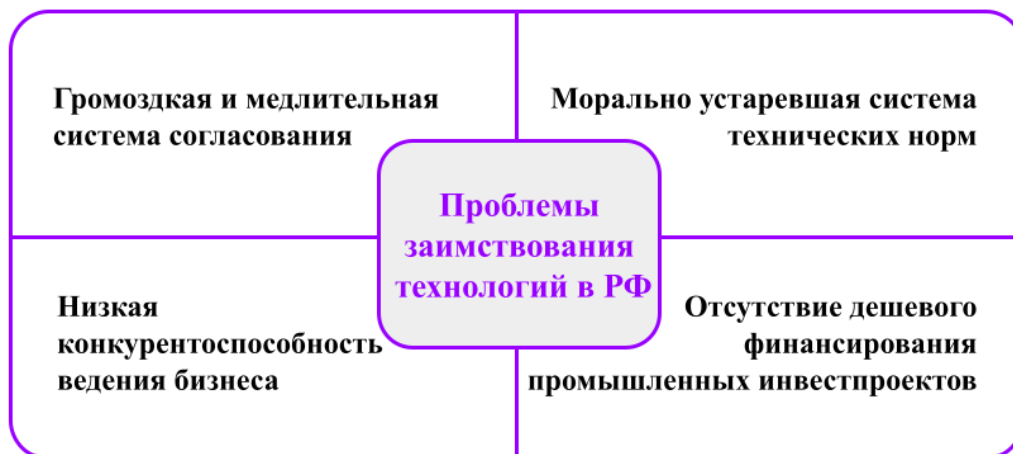 Громоздкая и медлительная
система согласования
Морально устаревшая система
технических норм
Проблемы
заимствования
технологий в РФ
Низкая
конкурентоспособность
ведения бизнеса
Отсутствие дешевого
финансирования
промышленных инвестпроектов